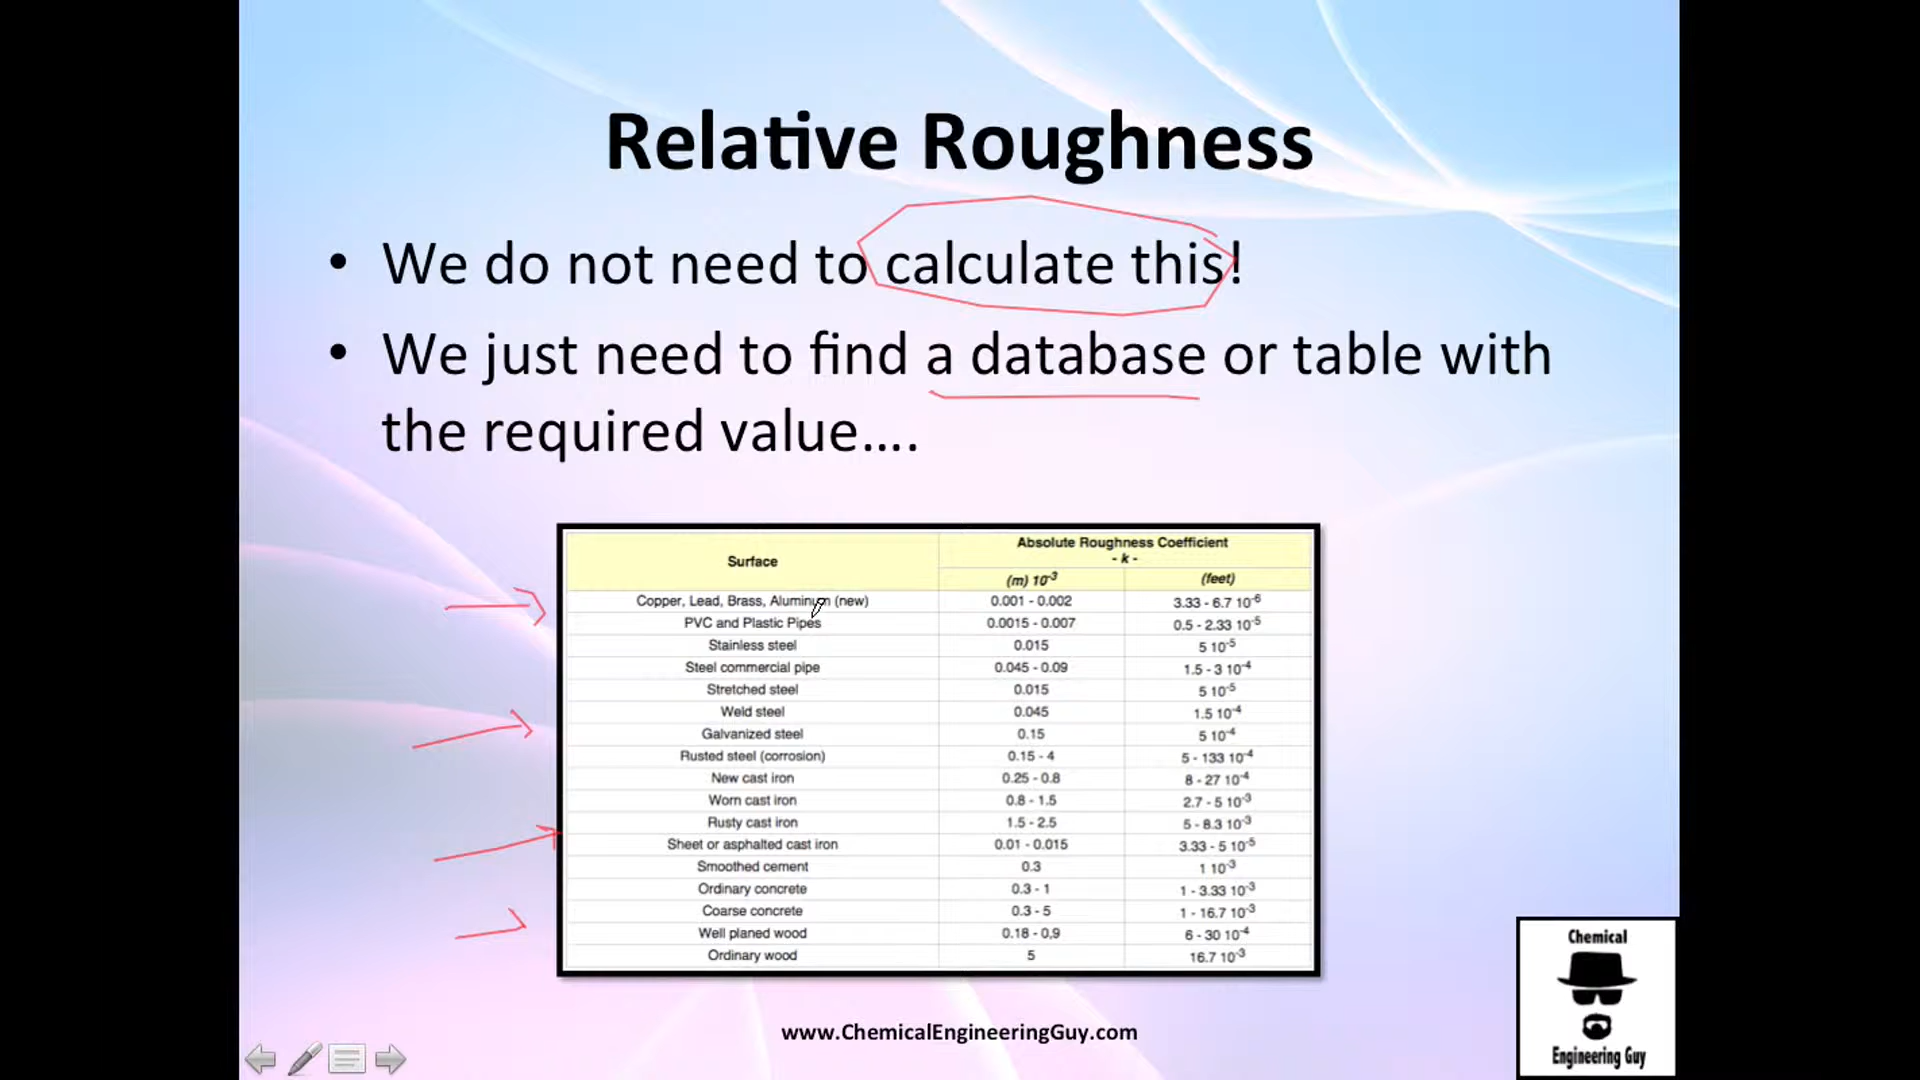 Relative Roughness
• We do not need to calculate this!
• We just need to find a database or table with
the required value....
Surface
Absolute Roughness Coefficient
- k -
(m) 10⁻³ (feet)
Copper, Lead, Brass, Aluminum (new) 0.001 - 0.002 3.33 - 6.7 10⁻⁶
PVC and Plastic Pipes 0.0015 - 0.007 0.5 - 2.33 10⁻⁵
Stainless steel 0.015 5 10⁻⁵
Steel commercial pipe 0.045 - 0.09 1.5 - 3 10⁻⁴
Stretched steel 0.015 5 10⁻⁵
Weld steel 0.045 1.5 10⁻⁴
Galvanized steel 0.15 5 10⁻⁴
Rusted steel (corrosion) 0.15 - 4 5 - 133 10⁻⁴
New cast iron 0.25 - 0.8 8 - 27 10⁻⁴
Worn cast iron 0.8 - 1.5 2.7 - 5 10⁻³
Rusty cast iron 1.5 - 2.5 5 - 8.3 10⁻³
Sheet or asphalted cast iron 0.01 - 0.015 3.33 - 5 10⁻⁵
Smoothed cement 0.3 1 10⁻³
Ordinary concrete 0.3 - 1 1 - 3.33 10⁻³
Coarse concrete 0.3 - 5 1 - 16.7 10⁻³
Well planed wood 0.18 - 0,9 6 - 30 10⁻⁴
Ordinary wood 5 16.7 10⁻³
Chemical
Engineering Guy
www.ChemicalEngineeringGuy.com